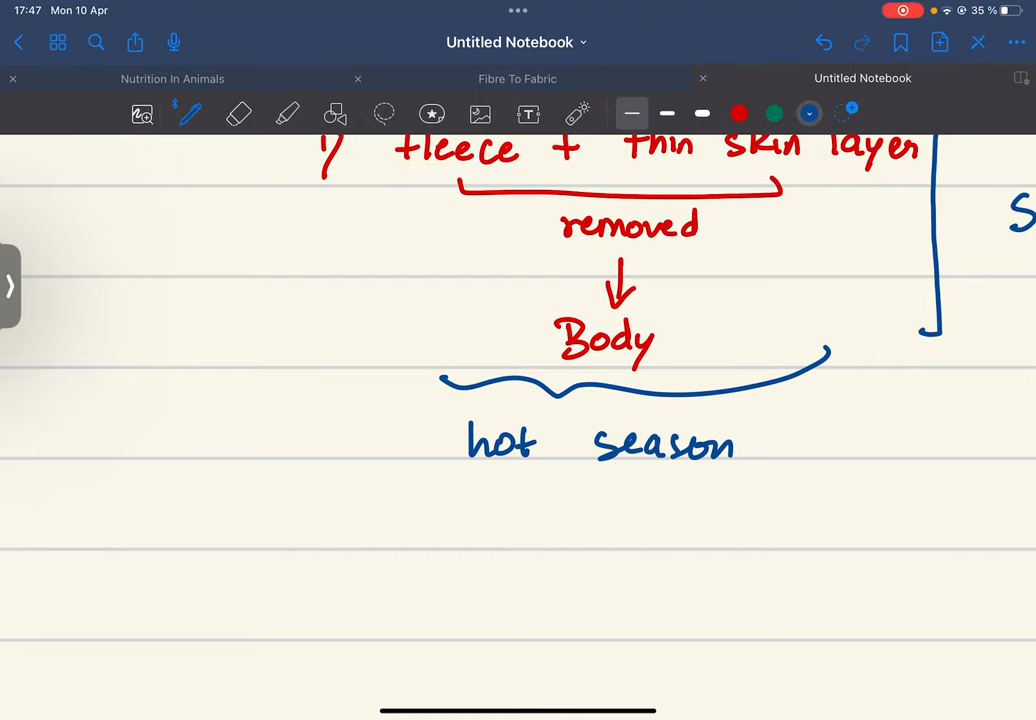 17:47 Mon 10 Apr
35 %
Untitled Notebook
Nutrition In Animals
Fibre To Fabric
Untitled Notebook
1) fleece + thin skin layer
removed
S
Body
hot season